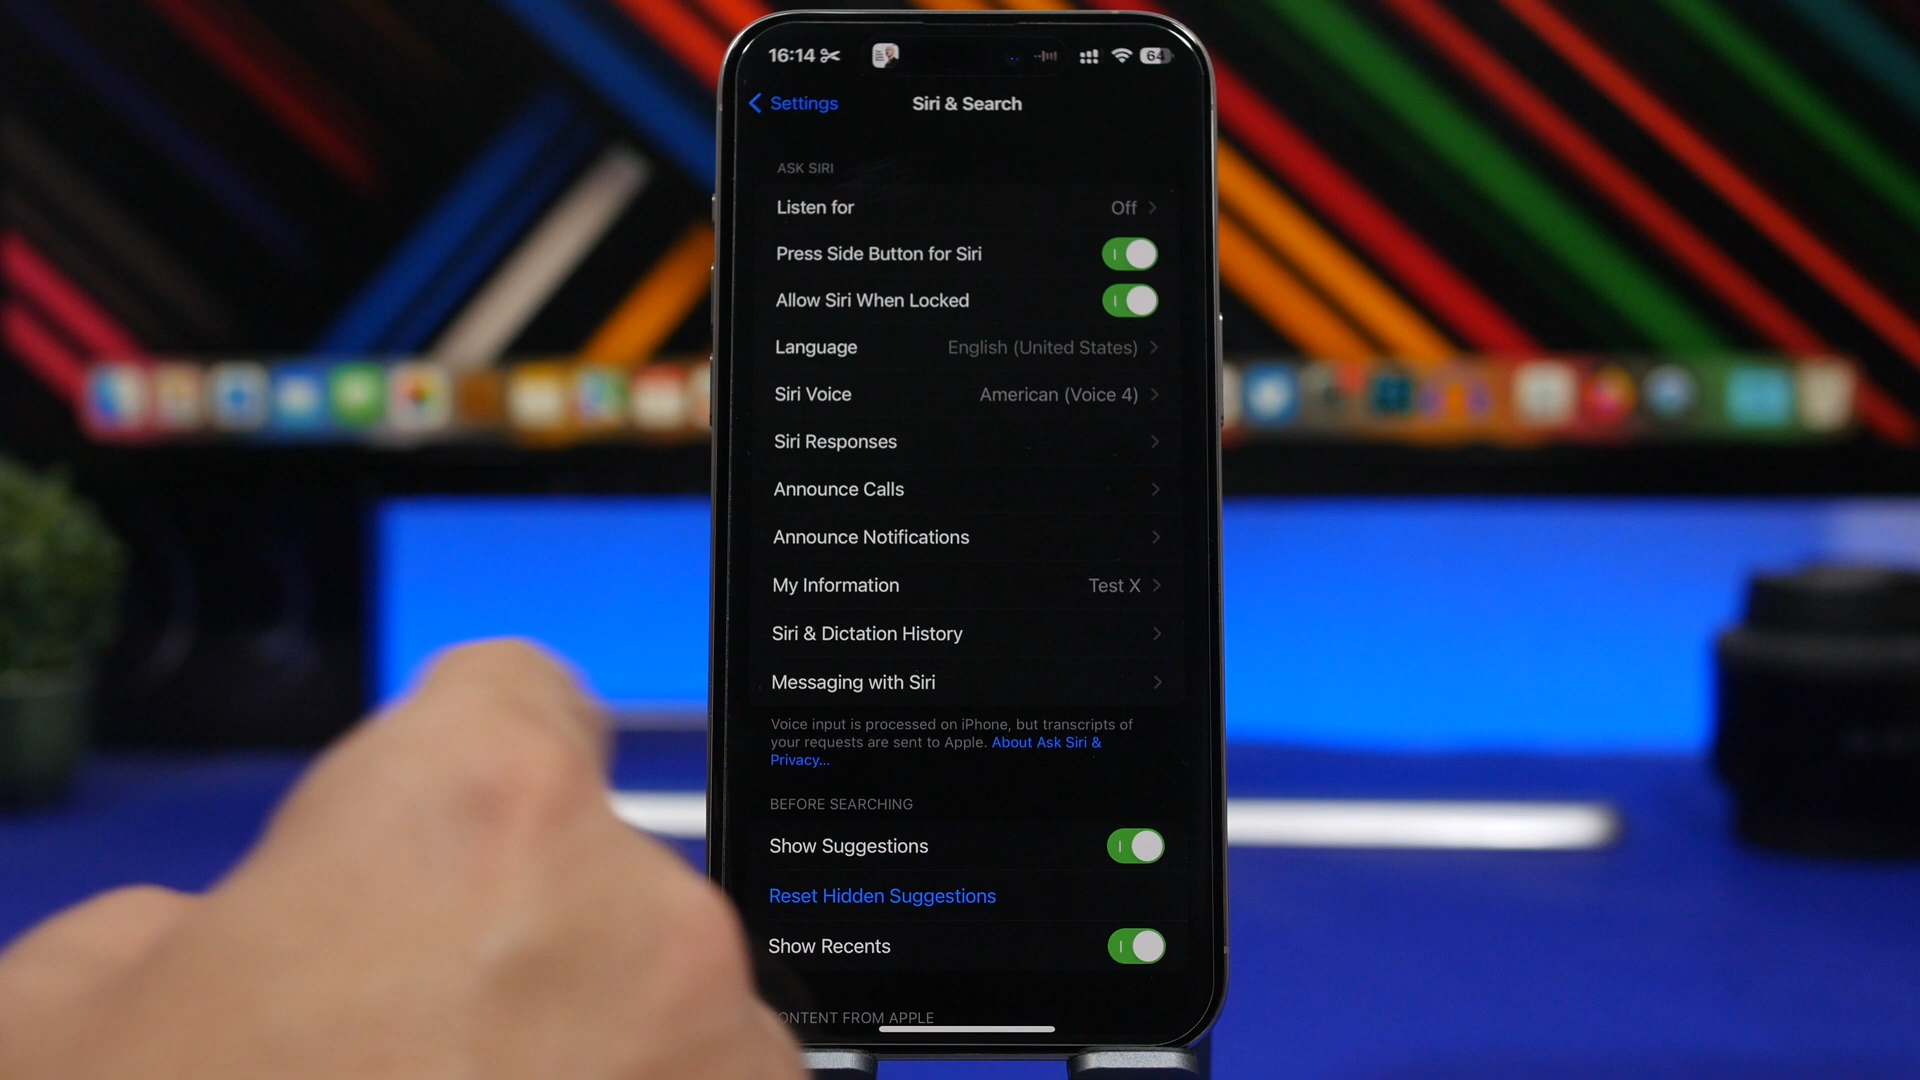 16:14
64
Settings
Siri & Search
ASK SIRI
Listen for
Off
Press Side Button for Siri
Allow Siri When Locked
Language
English (United States)
Siri Voice
American (Voice 4)
Siri Responses
Announce Calls
Announce Notifications
My Information
Test X
Siri & Dictation History
Messaging with Siri
Voice input is processed on iPhone, but transcripts of
your requests are sent to Apple. About Ask Siri &
Privacy...
BEFORE SEARCHING
Show Suggestions
Reset Hidden Suggestions
Show Recents
CONTENT FROM APPLE